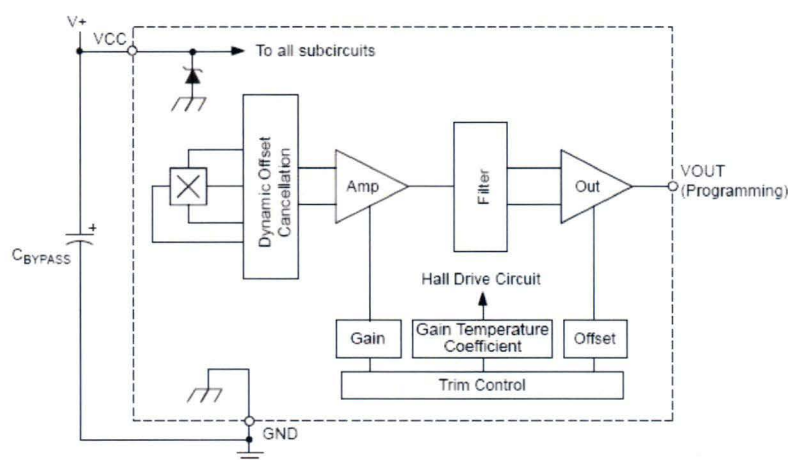 V+
VCC
To all subcircuits
Dynamic Offset
Cancellation
Amp
Filter
Out
VOUT
(Programming)
+
CBYPASS
Hall Drive Circuit
Gain
Gain Temperature
Coefficient
Offset
Trim Control
GND